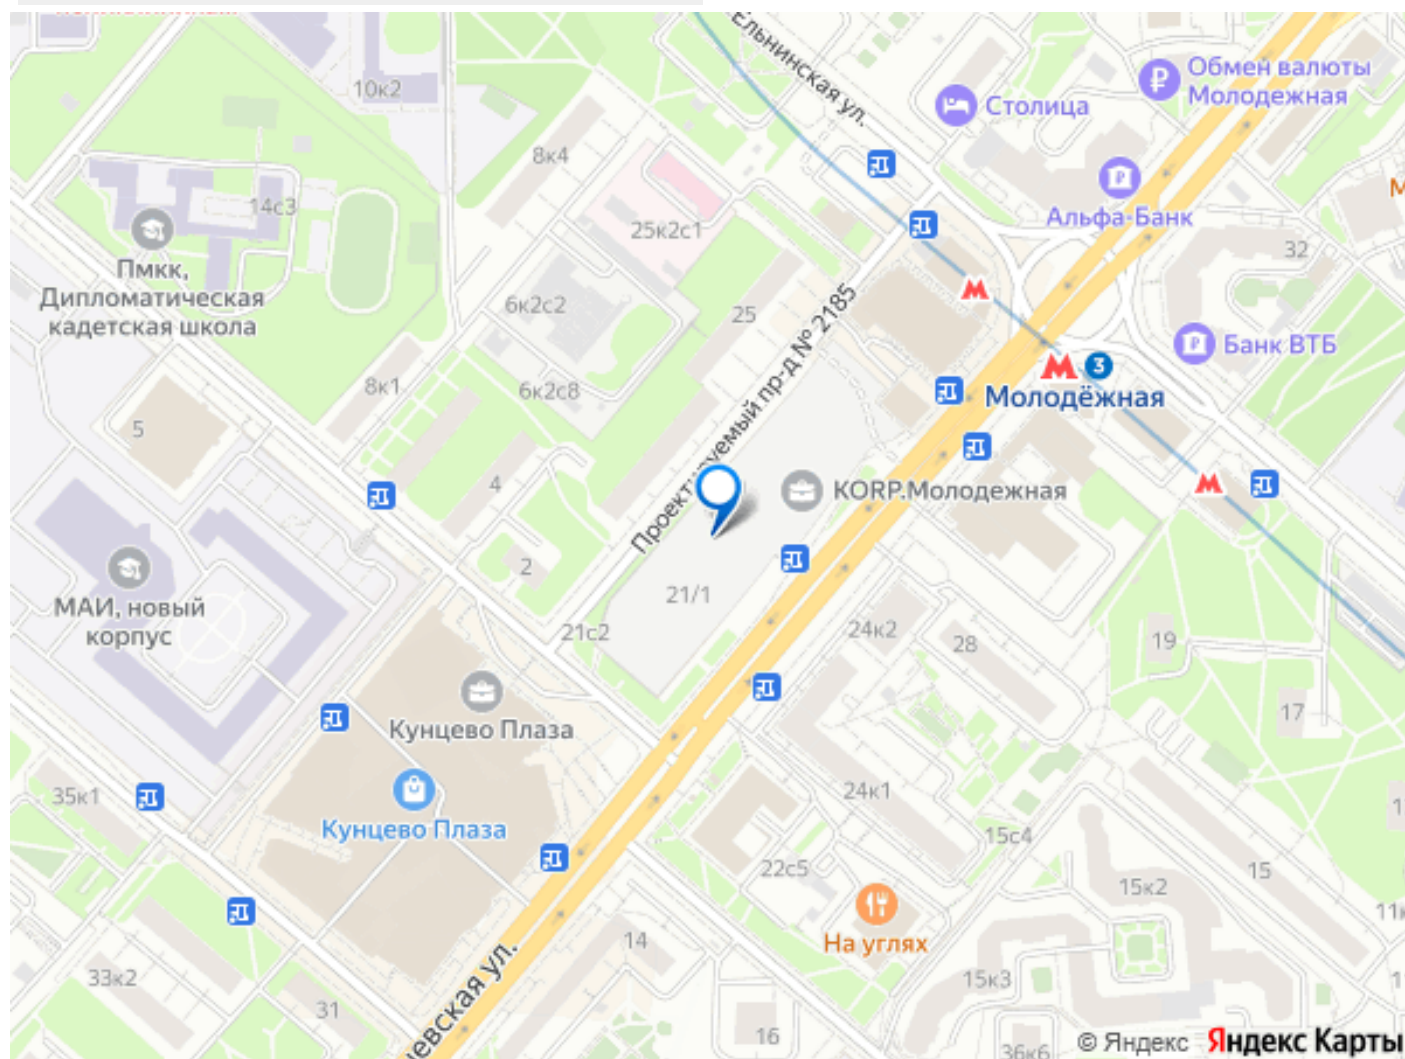 Ельнинская ул.
Обмен валюты
Молодежная
Столица
10к2
8к4
Альфа-Банк
14с3
25к2с1
32
Пмкк,
Дипломатическая
кадетская школа
6к2с2
25
Проектируемый пр-д № 2185
Банк ВТБ
3
Молодёжная
8к1
6к2с8
5
4
KORP.Молодежная
2
21/1
МАИ, новый
корпус
21с2
24к2
28
19
17
Кунцево Плаза
35к1
24к1
Кунцево Плаза
15с4
22с5
15
15к2
На углях
14
33к2
15к3
31
16
36к6
© Яндекс Яндекс Карты